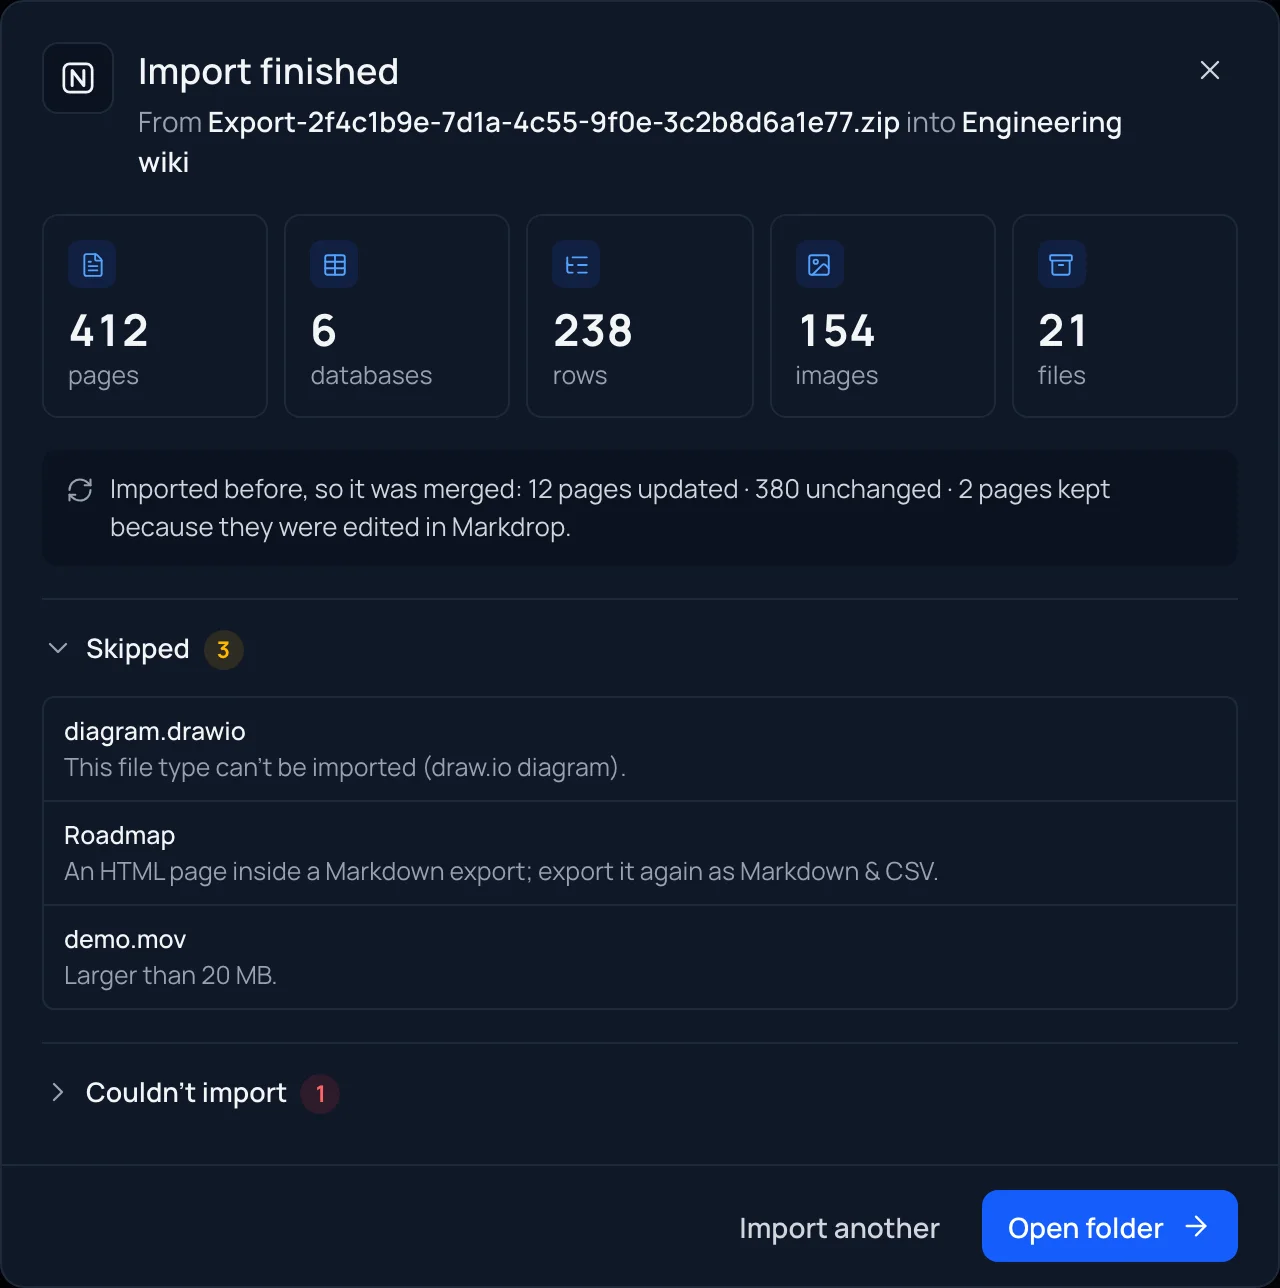 N
Import finished
From Export-2f4c1b9e-7d1a-4c55-9f0e-3c2b8d6a1e77.zip into Engineering
wiki
412
pages
6
databases
238
rows
154
images
21
files
Imported before, so it was merged: 12 pages updated · 380 unchanged · 2 pages kept
because they were edited in Markdrop.
Skipped 3
diagram.drawio
This file type can’t be imported (draw.io diagram).
Roadmap
An HTML page inside a Markdown export; export it again as Markdown & CSV.
demo.mov
Larger than 20 MB.
Couldn’t import 1
Import another
Open folder